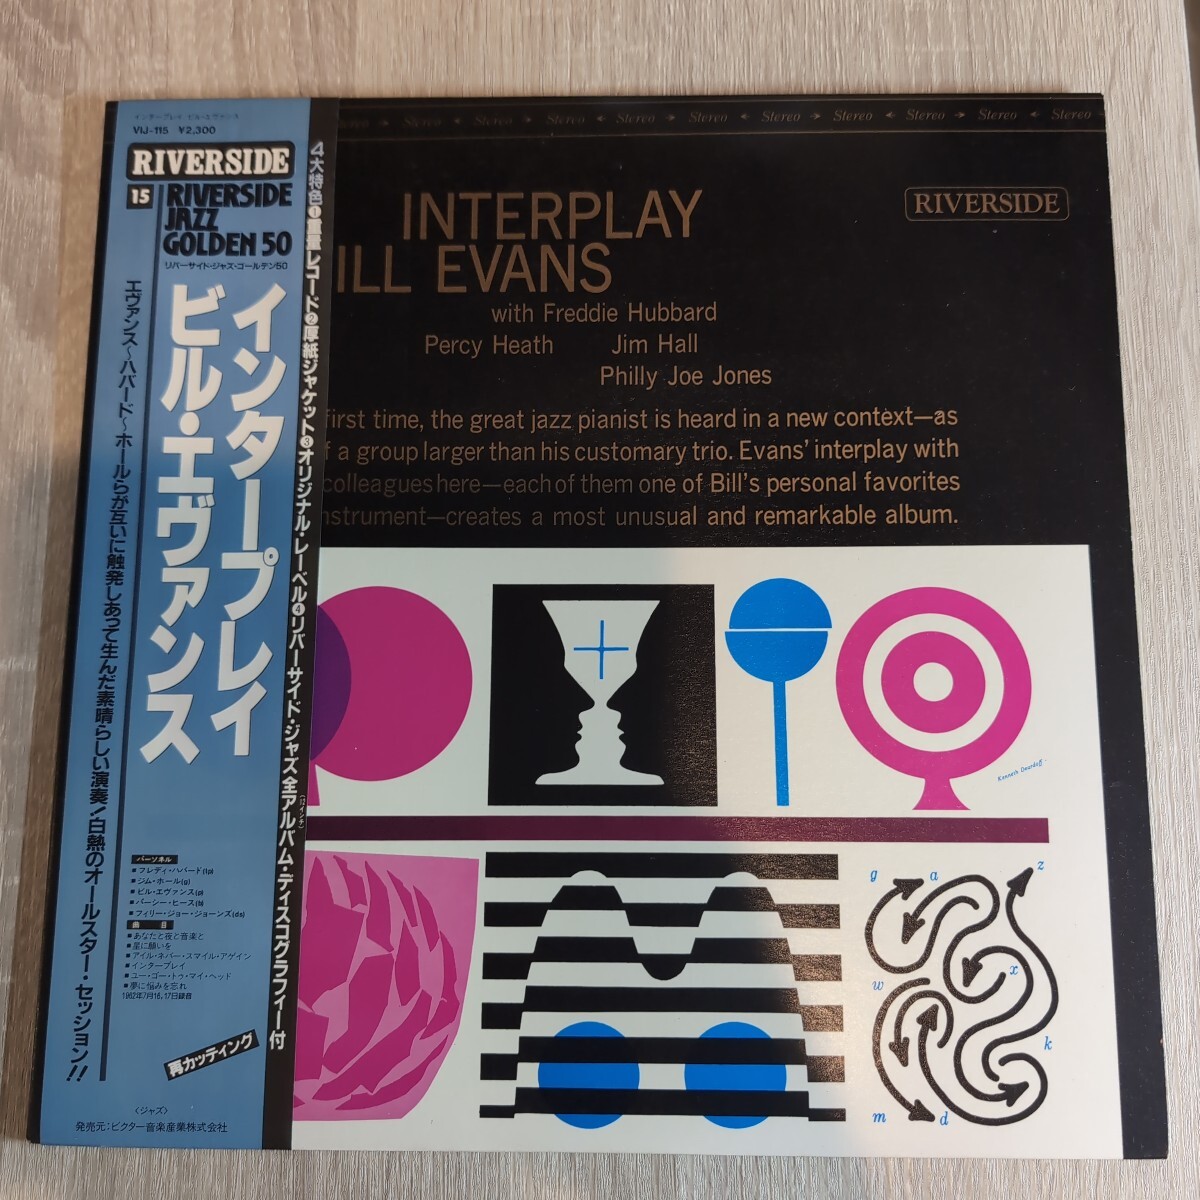 インタープレイ ビル・エヴァンス
VIJ-115 ¥2,300
RIVERSIDE
15
RIVERSIDE
JAZZ
GOLDEN 50
リバーサイド・ジャズ・ゴールデン50
インタープレイ
ビル・エヴァンス
エヴァンス〜ハバード〜ホールらが互いに触発しあって生んだ素晴らしい演奏!白熱のオールスター・セッション!!
パーソネル
■フレディ・ハバード(tp)
■ジム・ホール(g)
■ビル・エヴァンス(p)
■パーシー・ヒース(b)
■フィリー・ジョー・ジョーンズ(ds)
曲目
■あなたと夜と音楽と
■星に願いを
■アイル・ネバー・スマイル・アゲイン
■インタープレイ
■ユー・ゴー・トゥ・マイ・ヘッド
■夢に悩みを忘れ
1962年7月16、17日録音
再カッティング
〈ジャズ〉
発売元:ビクター音楽産業株式会社
4大特色❶重量レコード❷厚紙ジャケット❸オリジナル・レーベル❹リバーサイド・ジャズ全アルバム(12インチ)・ディスコグラフィー付
Stereo Stereo Stereo Stereo Stereo Stereo Stereo Stereo Stereo Stereo
INTERPLAY
ILL EVANS
RIVERSIDE
with Freddie Hubbard
Percy Heath Jim Hall
Philly Joe Jones
first time, the great jazz pianist is heard in a new context—as
f a group larger than his customary trio. Evans' interplay with
colleagues here—each of them one of Bill's personal favorites
nstrument—creates a most unusual and remarkable album.
Kenneth Deardoff
g a z
x
w
k
m d